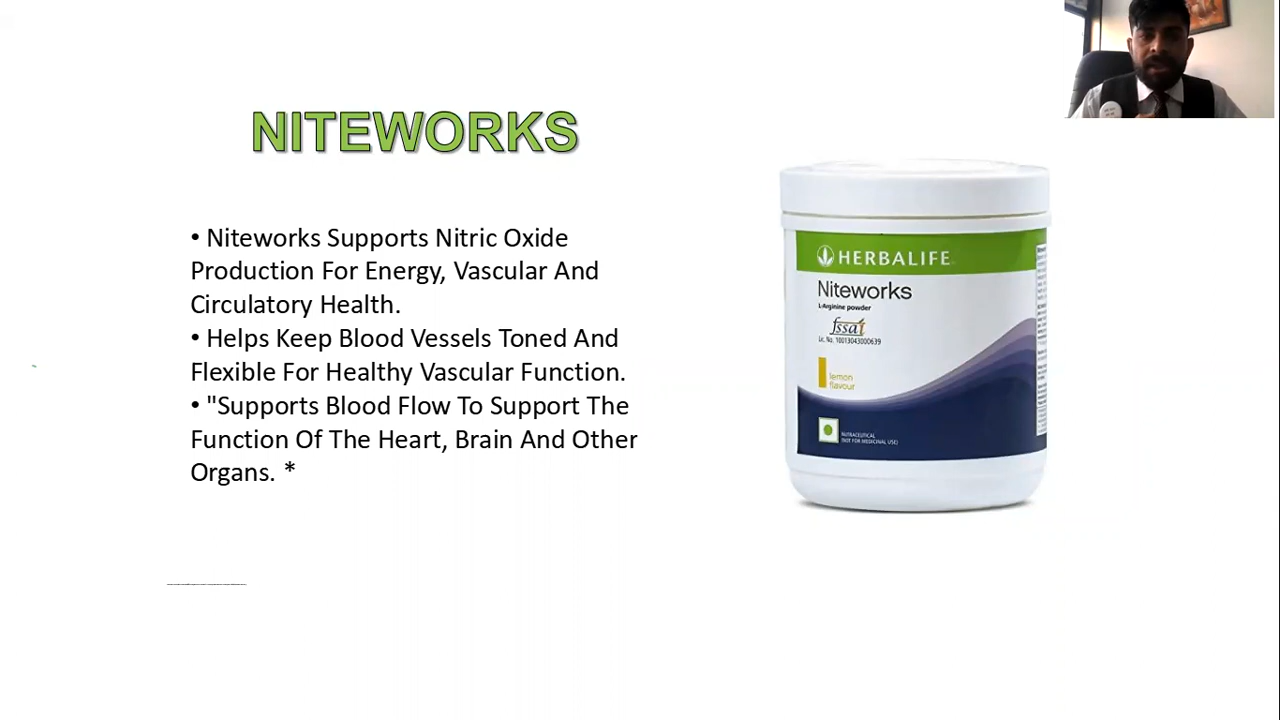 NITEWORKS
• Niteworks Supports Nitric Oxide
Production For Energy, Vascular And
Circulatory Health.
• Helps Keep Blood Vessels Toned And
Flexible For Healthy Vascular Function.
• "Supports Blood Flow To Support The
Function Of The Heart, Brain And Other
Organs. *
HERBALIFE
Niteworks
L-Arginine powder
fssai
Lic. No. 10013043000639
lemon
flavour
NUTRACEUTICAL
(NOT FOR MEDICINAL USE)